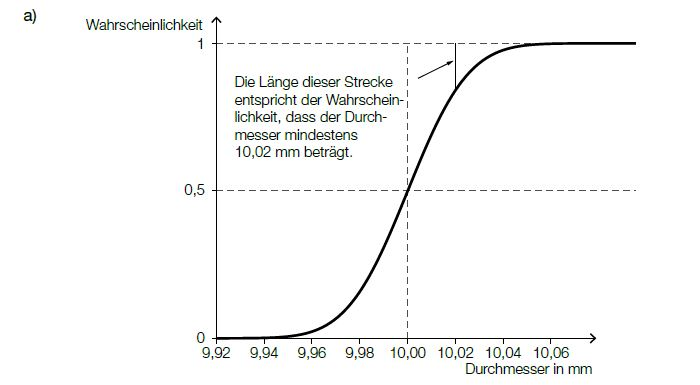 a)
Wahrscheinlichkeit
1
Die Länge dieser Strecke
entspricht der Wahrschein-
lichkeit, dass der Durch-
messer mindestens
10,02 mm beträgt.
0,5
0
9,92 9,94 9,96 9,98 10,00 10,02 10,04 10,06
Durchmesser in mm